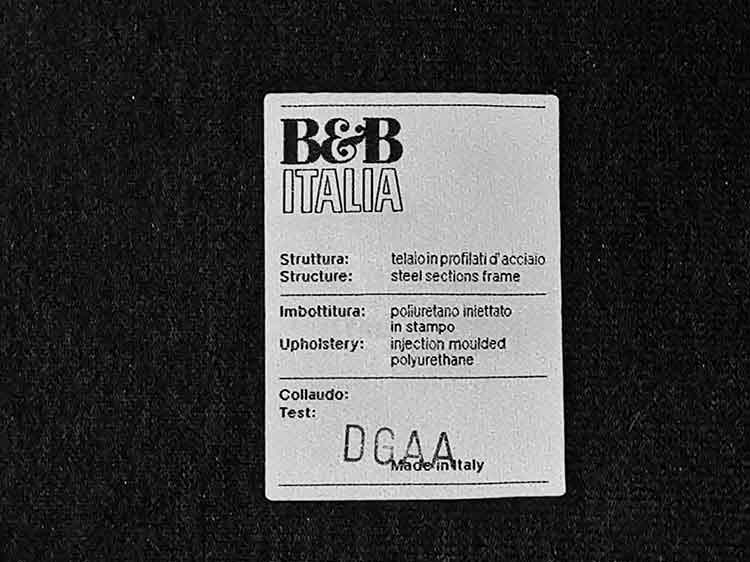 B&B
ITALIA
Struttura: telaio in profilati d'acciaio
Structure: steel sections frame
Imbottitura: poliuretano iniettato
in stampo
Upholstery: injection moulded
polyurethane
Collaudo:
Test:
DGAA
Made in Italy